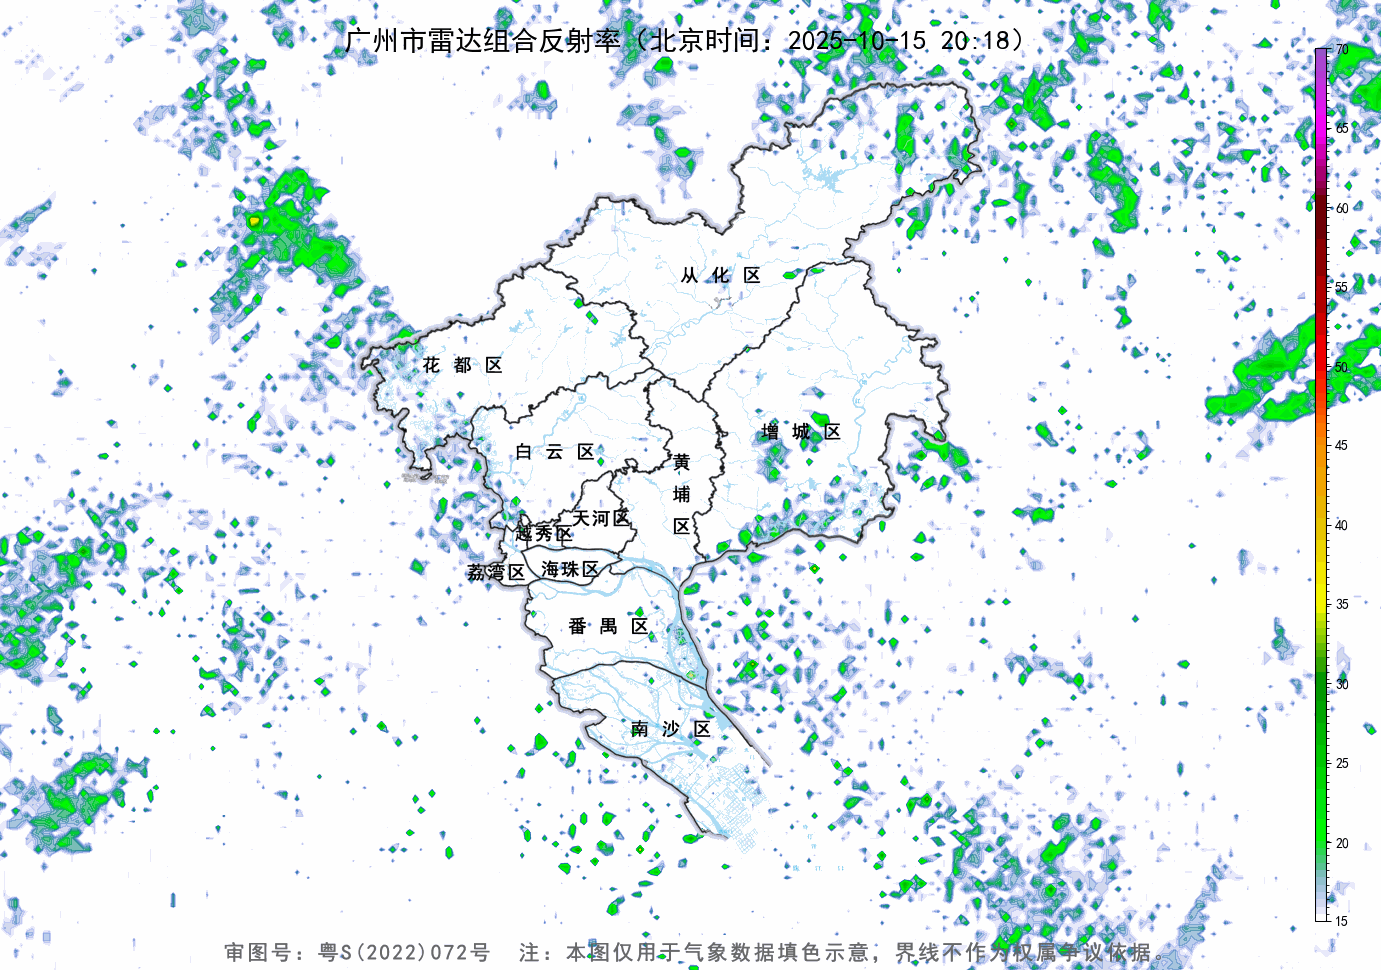 广州市雷达组合反射率（北京时间：2025-10-15 20:18）
70
65
60
55
50
45
40
35
30
25
20
15
从化区
花都区
增城区
白云区
黄埔区
天河区
越秀区
荔湾区
海珠区
番禺区
南沙区
审图号：粤S(2022)072号 注：本图仅用于气象数据填色示意，界线不作为权属争议依据。